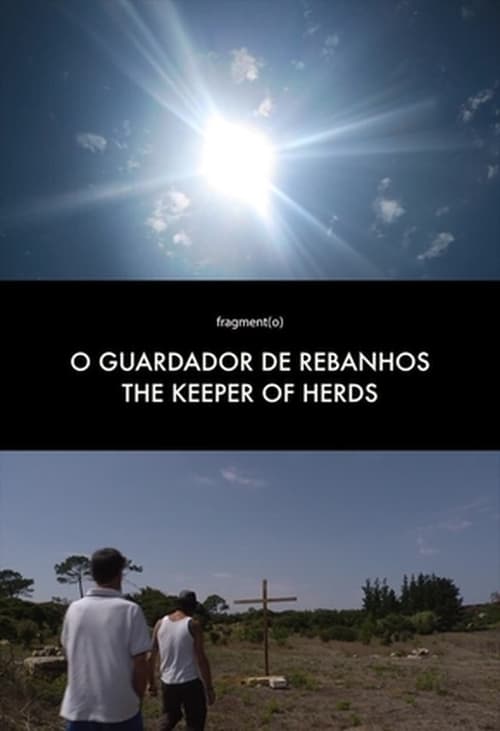 fragment(o)
O GUARDADOR DE REBANHOS
THE KEEPER OF HERDS